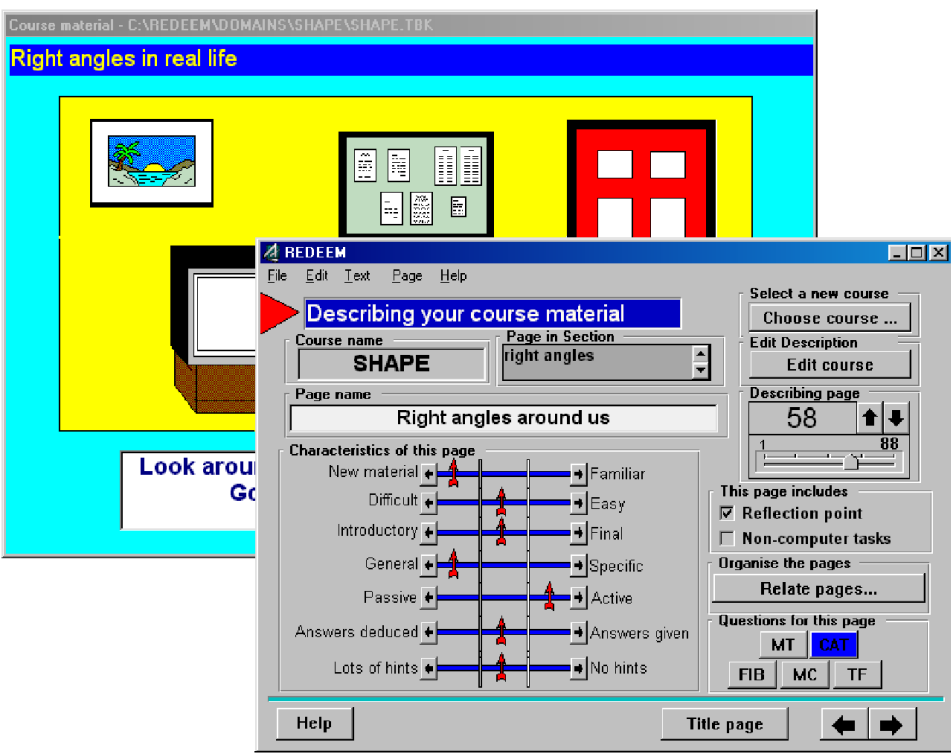 Course material - C:\REDEEM\DOMAINS\SHAPE\SHAPE.TBK
Right angles in real life
Look arou
Go
REDEEM
File Edit Text Page Help
Describing your course material
Course name
SHAPE
Page in Section
right angles
Page name
Right angles around us
Characteristics of this page
New material Familiar
Difficult Easy
Introductory Final
General Specific
Passive Active
Answers deduced Answers given
Lots of hints No hints
Select a new course
Choose course ...
Edit Description
Edit course
Describing page
58
1 88
This page includes
Reflection point
Non-computer tasks
Organise the pages
Relate pages...
Questions for this page
MT CAT
FIB MC TF
Help Title page